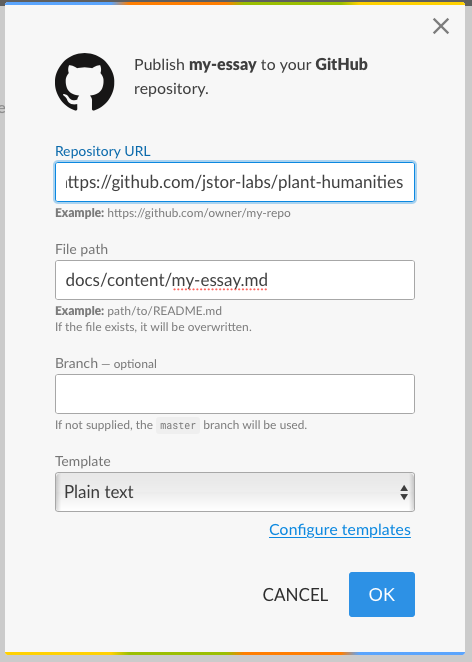 Publish my-essay to your GitHub
repository.
Repository URL
ttps://github.com/jstor-labs/plant-humanities
Example: https://github.com/owner/my-repo
File path
docs/content/my-essay.md
Example: path/to/README.md
If the file exists, it will be overwritten.
Branch — optional
If not supplied, the master branch will be used.
Template
Plain text
Configure templates
CANCEL OK